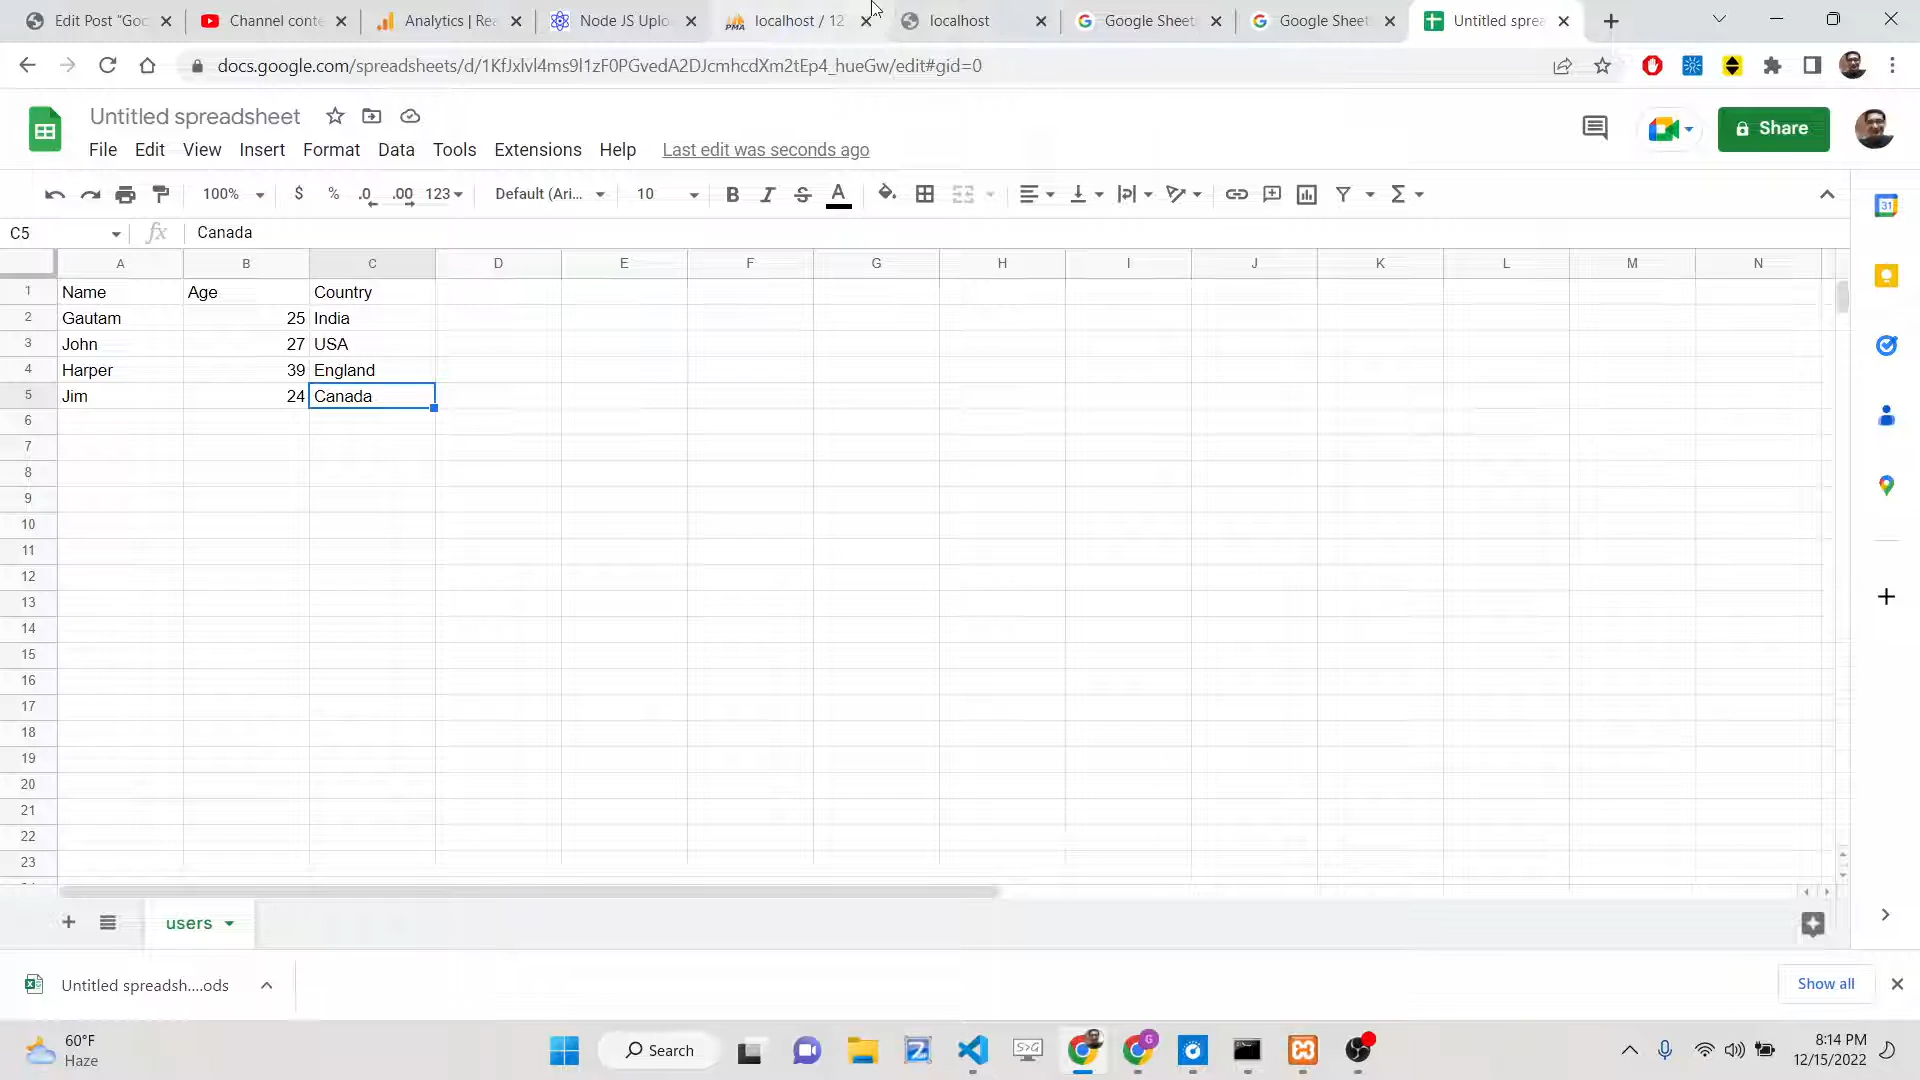 Edit Post "Goo
Channel conte
Analytics | Rea
Node JS Uplo
localhost / 12
localhost
Google Sheet
Google Sheet
Untitled sprea
docs.google.com/spreadsheets/d/1KfJxlvl4ms9l1zF0PGvedA2DJcmhcdXm2tEp4_hueGw/edit#gid=0
Untitled spreadsheet
Share
File Edit View Insert Format Data Tools Extensions Help Last edit was seconds ago
100% $ % .0 .00 123 Default (Ari... 10 B I S A Σ
C5 fx Canada
A B C D E F G H I J K L M N
1 Name Age Country
2 Gautam 25 India
3 John 27 USA
4 Harper 39 England
5 Jim 24 Canada
6
7
8
9
10
11
12
13
14
15
16
17
18
19
20
21
22
23
users
Untitled spreadsh....ods
Show all
60°F
Haze
Search
8:14 PM
12/15/2022